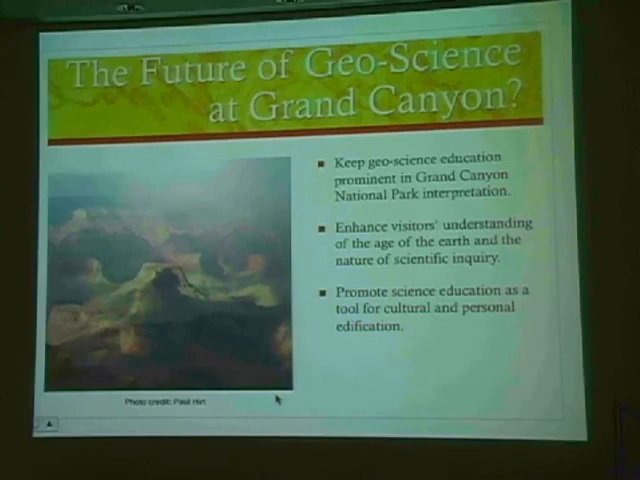 The Future of Geo-Science
at Grand Canyon?
▪ Keep geo-science education
prominent in Grand Canyon
National Park interpretation.
▪ Enhance visitors' understanding
of the age of the earth and the
nature of scientific inquiry.
▪ Promote science education as a
tool for cultural and personal
edification.
Photo credit: Paul Hirt